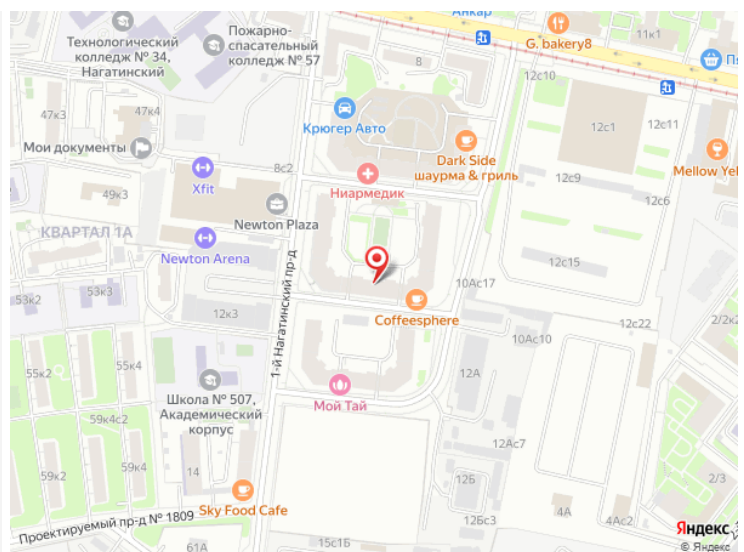 Анкар
Пожарно-
спасательный
колледж № 57
Технологический
колледж № 34,
Нагатинский
G. bakery8
11к1
8
12с10
47к3
47к4
Крюгер Авто
12с1
12с11
Мои документы
8с2
Dark Side
шаурма & гриль
Xfit
Ниармедик
12с9
Mellow Yel
49к3
12с6
Newton Plaza
КВАРТАЛ 1А
Newton Arena
12с15
10Ас17
53к2
53к3
1-й Нагатинский пр-д
12к3
Coffeesphere
12с22
2/2к2
10Ас10
55к2
Школа № 507,
Академический
корпус
12А
59к4с2
Мой Тай
12Ас7
59к2
59к4
14
12Б
2/3
Sky Food Cafe
12Бс3
4А
4Ас2
Проектируемый пр-д № 1809
61А
15с1Б
Яндекс
© Яндекс